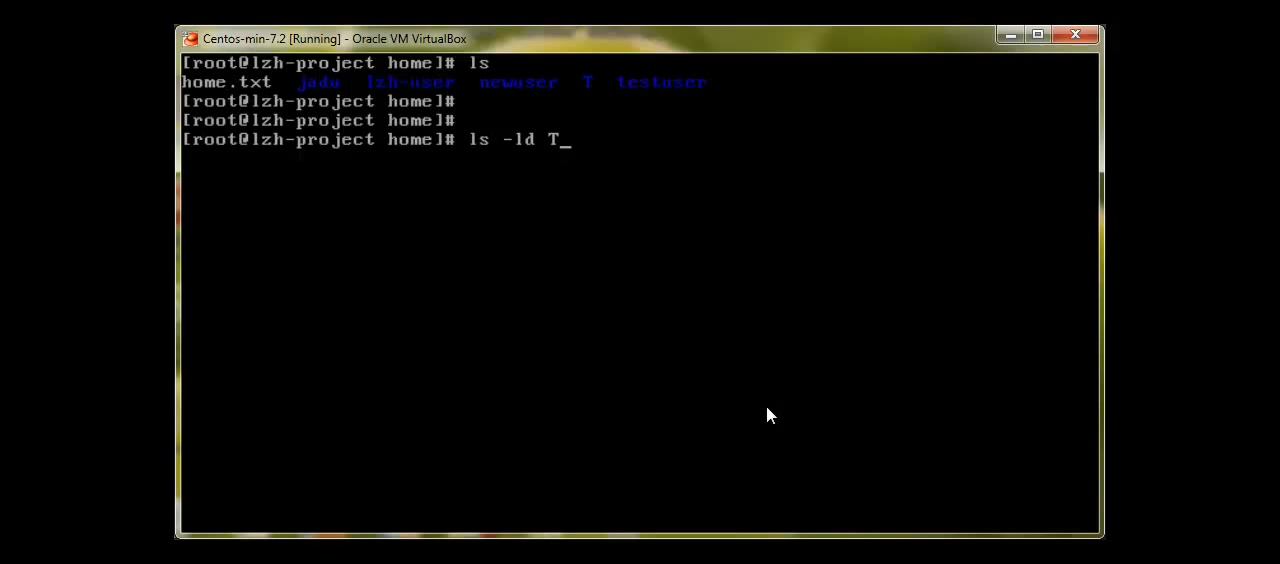 Centos-min-7.2 [Running] - Oracle VM VirtualBox
[root@lzh-project home]# ls
home.txt jadu lzh-user newuser T testuser
[root@lzh-project home]#
[root@lzh-project home]#
[root@lzh-project home]# ls -ld T_